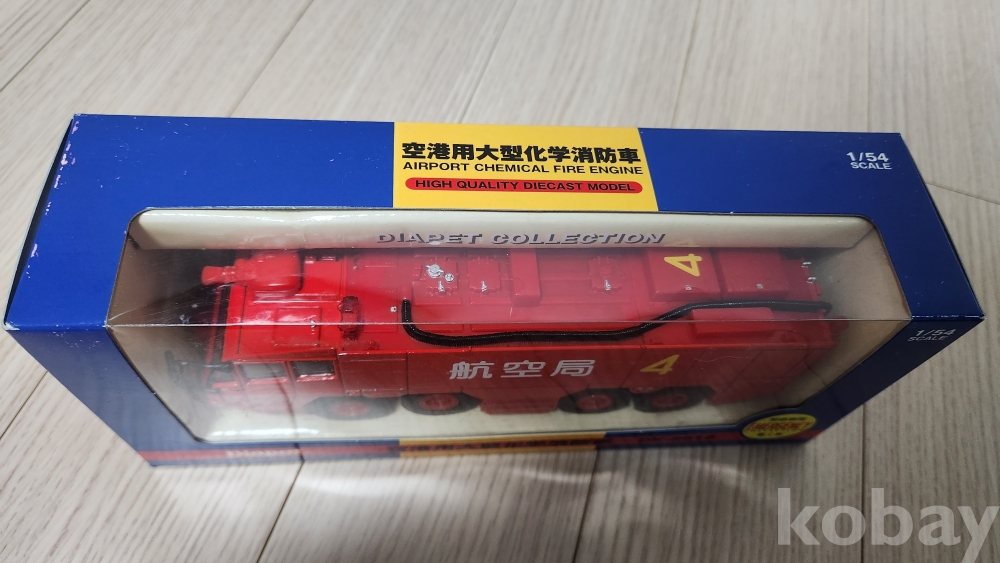 空港用大型化学消防車
AIRPORT CHEMICAL FIRE ENGINE
HIGH QUALITY DIECAST MODEL
1/54
SCALE
DIAPET COLLECTION
4
航空局
4
1/54
SCALE
kobay